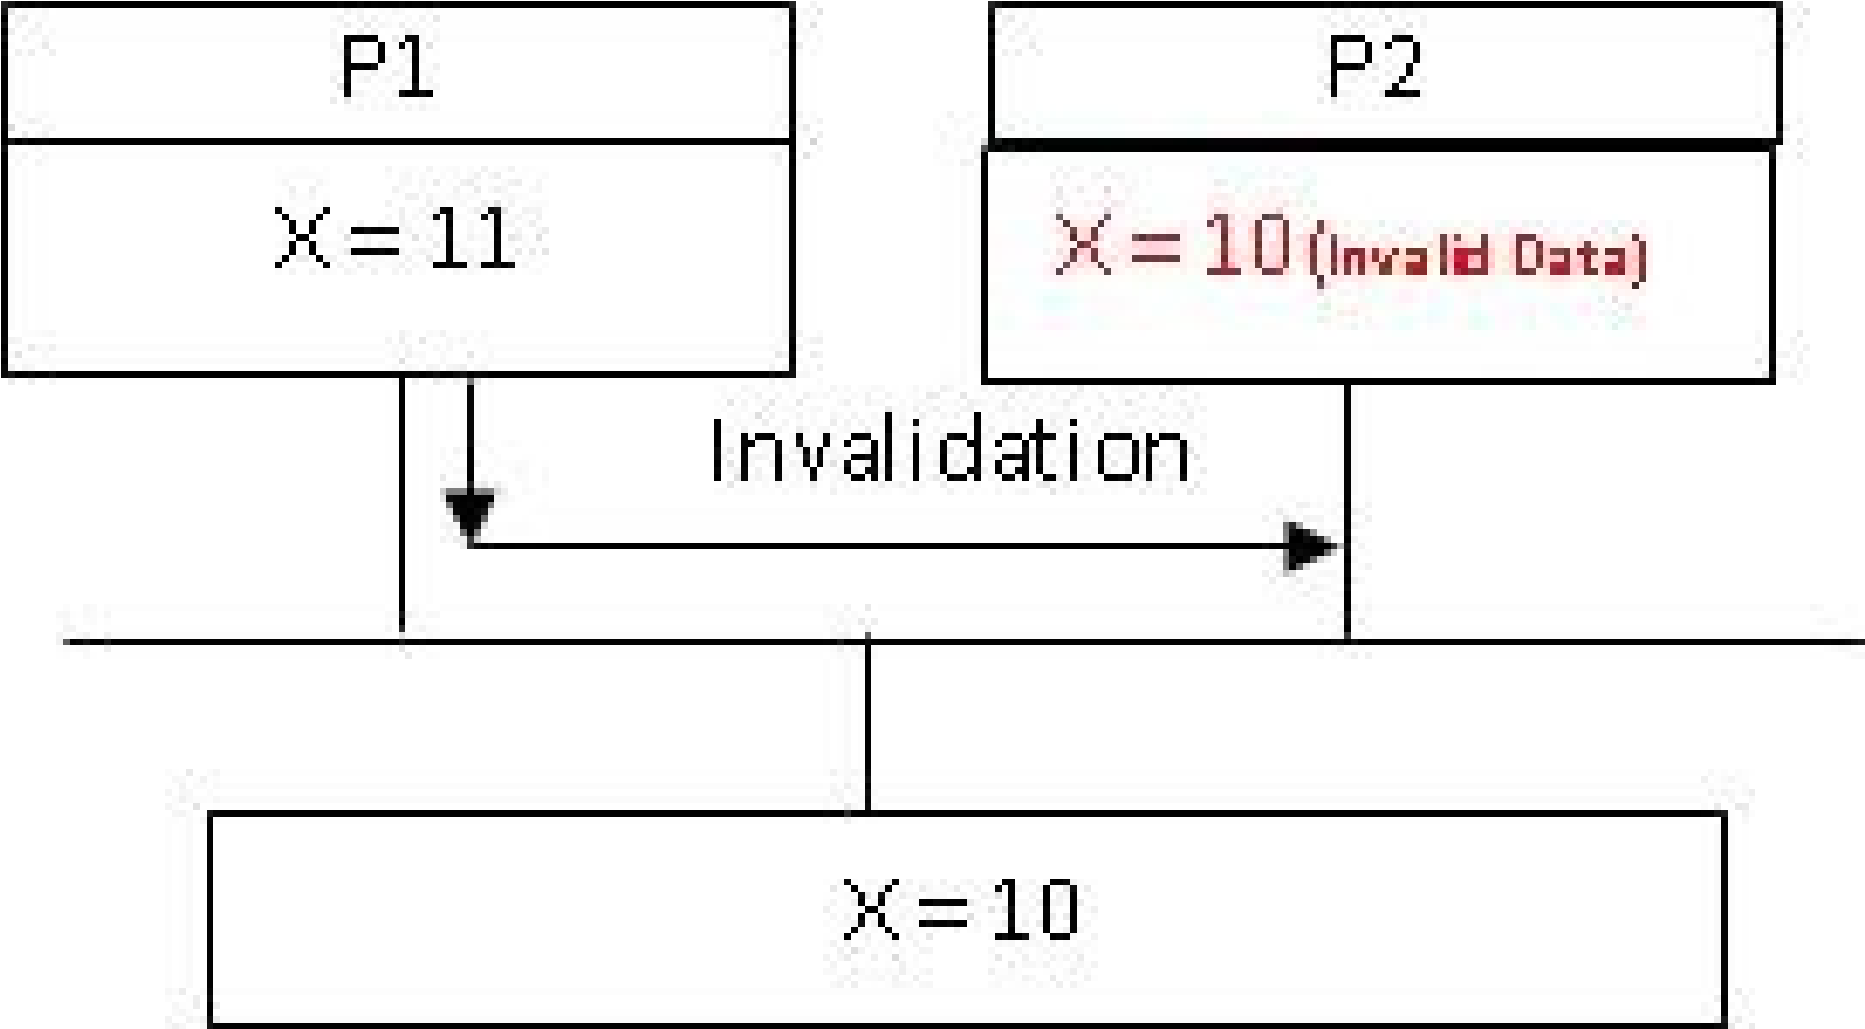 P1
P2
X = 11
X = 10 (Invalid Data)
Invalidation
X = 10